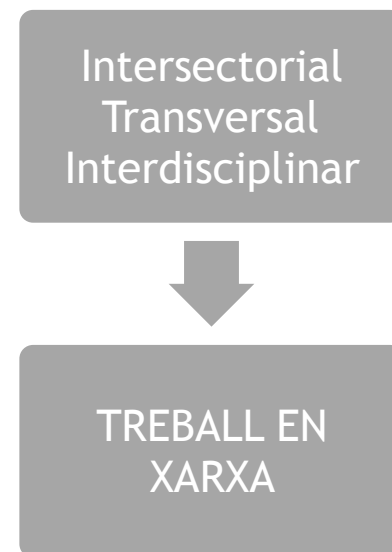 Intersectorial
Transversal
Interdisciplinar
TREBALL EN
XARXA